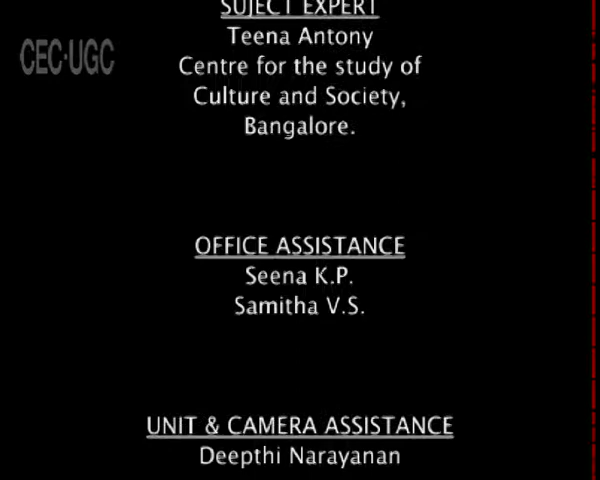 SUJECT EXPERT
Teena Antony
CEC-UGC
Centre for the study of
Culture and Society,
Bangalore.
OFFICE ASSISTANCE
Seena K.P.
Samitha V.S.
UNIT & CAMERA ASSISTANCE
Deepthi Narayanan